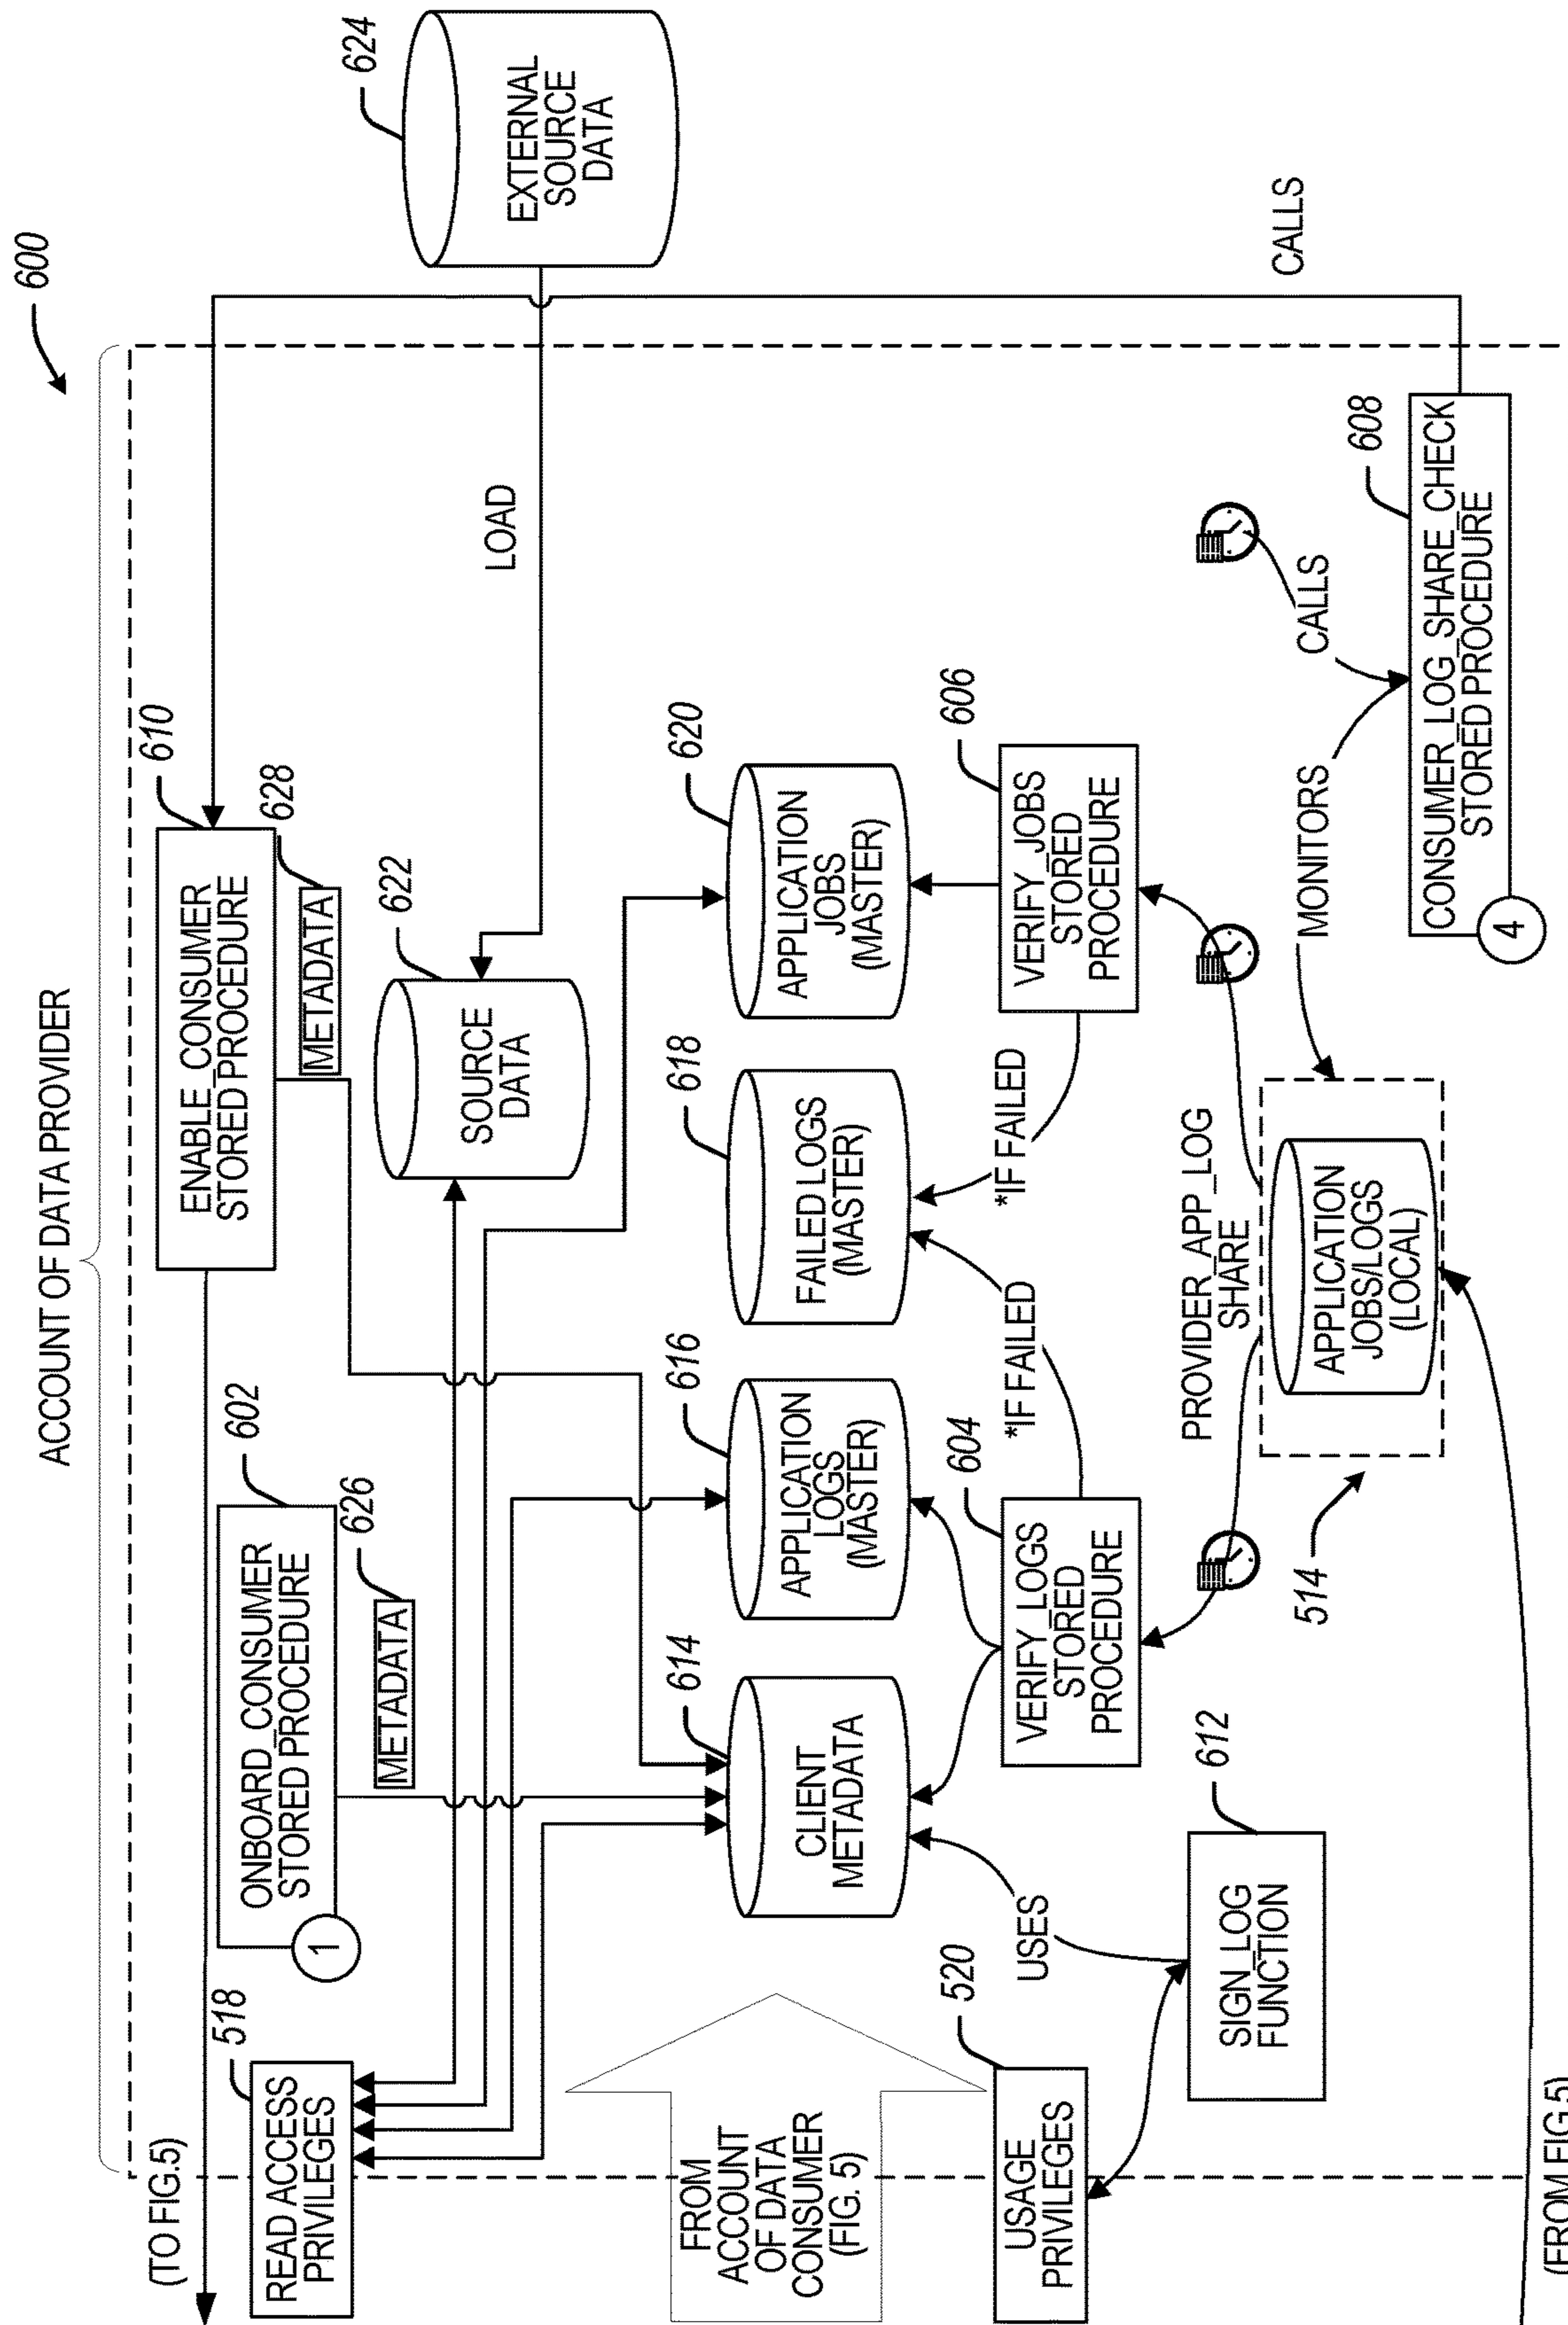 600
ACCOUNT OF DATA PROVIDER
(TO FIG.5)
518
READ ACCESS
PRIVILEGES
602
ONBOARD_CONSUMER
STORED PROCEDURE
1
626
METADATA
610
ENABLE_CONSUMER
STORED PROCEDURE
628
METADATA
622
SOURCE
DATA
LOAD
624
EXTERNAL
SOURCE
DATA
FROM
ACCOUNT
OF DATA
CONSUMER
(FIG. 5)
614
CLIENT
METADATA
616
APPLICATION
LOGS
(MASTER)
618
FAILED LOGS
(MASTER)
620
APPLICATION
JOBS
(MASTER)
520
USAGE
PRIVILEGES
USES
604
VERIFY_LOGS
STORED
PROCEDURE
*IF FAILED
*IF FAILED
606
VERIFY_JOBS
STORED
PROCEDURE
612
SIGN_LOG
FUNCTION
514
PROVIDER_APP_LOG
SHARE
APPLICATION
JOBS/LOGS
(LOCAL)
MONITORS
CALLS
CALLS
608
CONSUMER_LOG_SHARE_CHECK
STORED PROCEDURE
4
(FROM FIG.5)